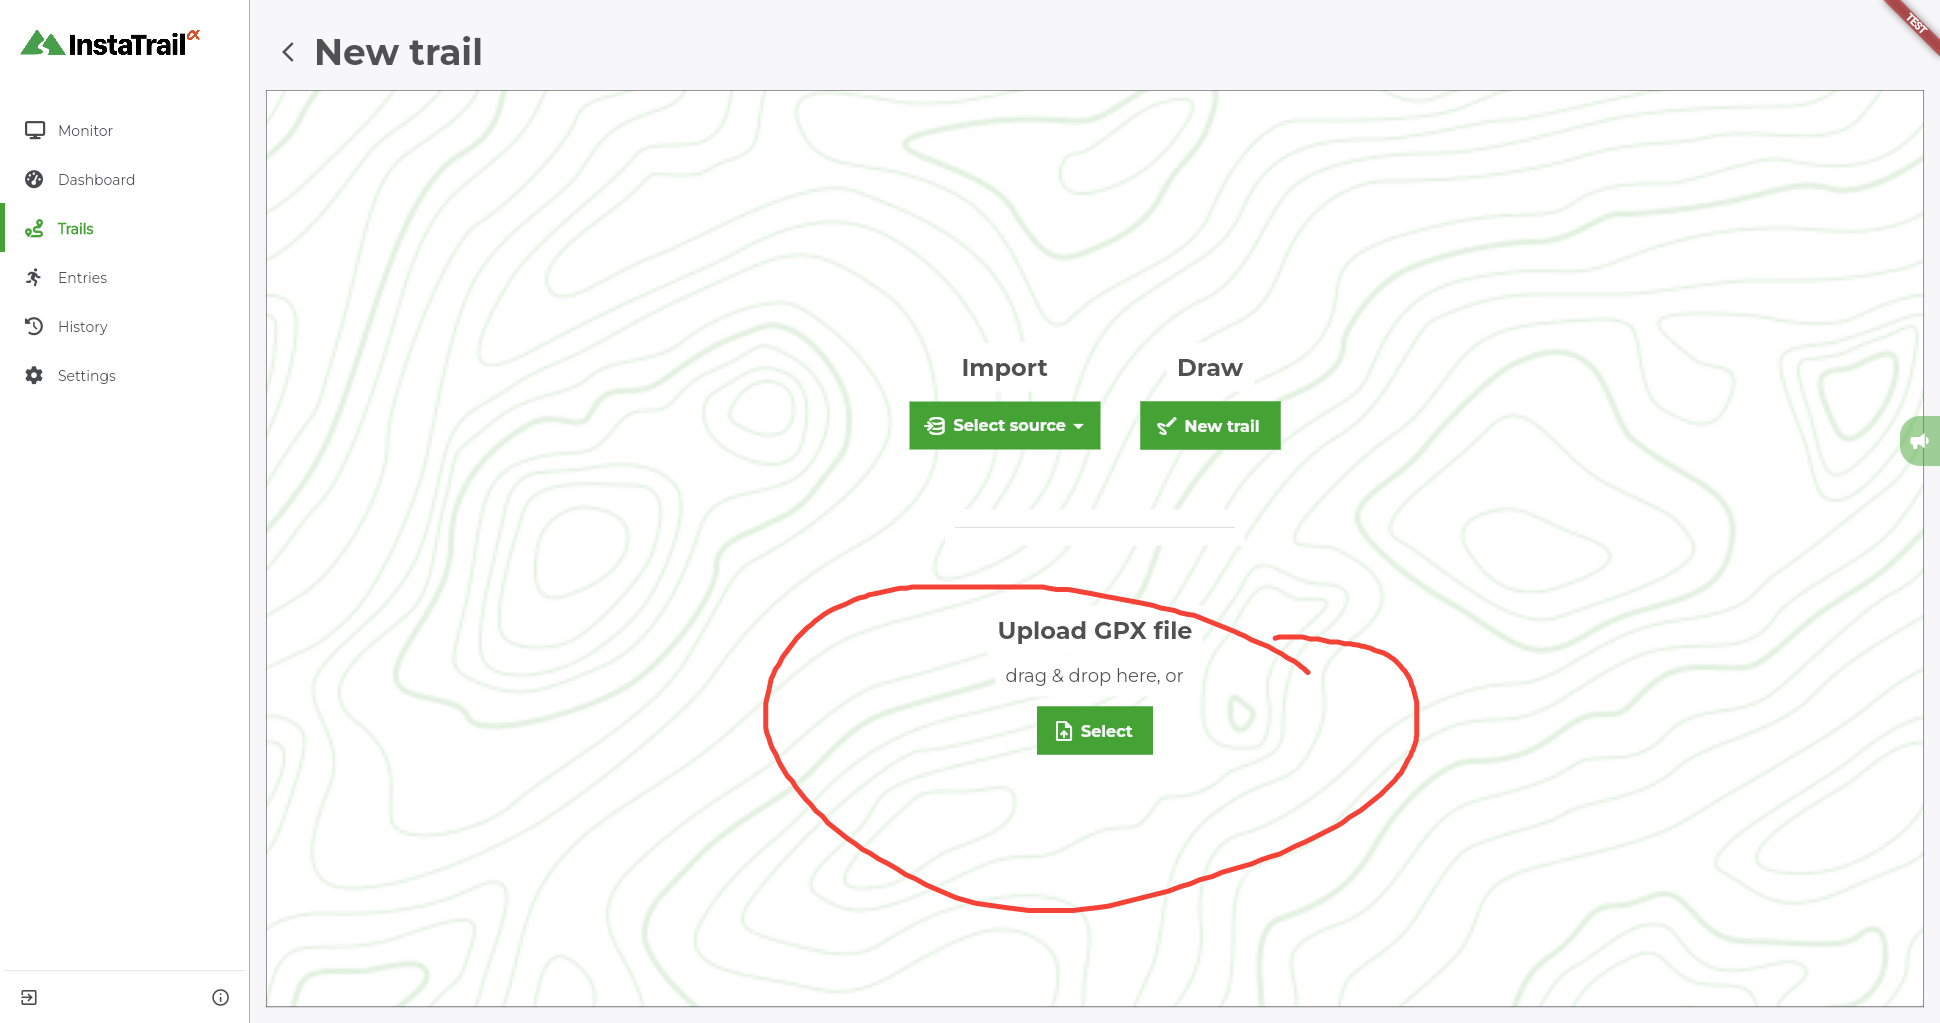 InstaTrail α
New trail
TEST
Monitor
Dashboard
Trails
Entries
History
Settings
Import
Draw
Select source
New trail
Upload GPX file
drag & drop here, or
Select